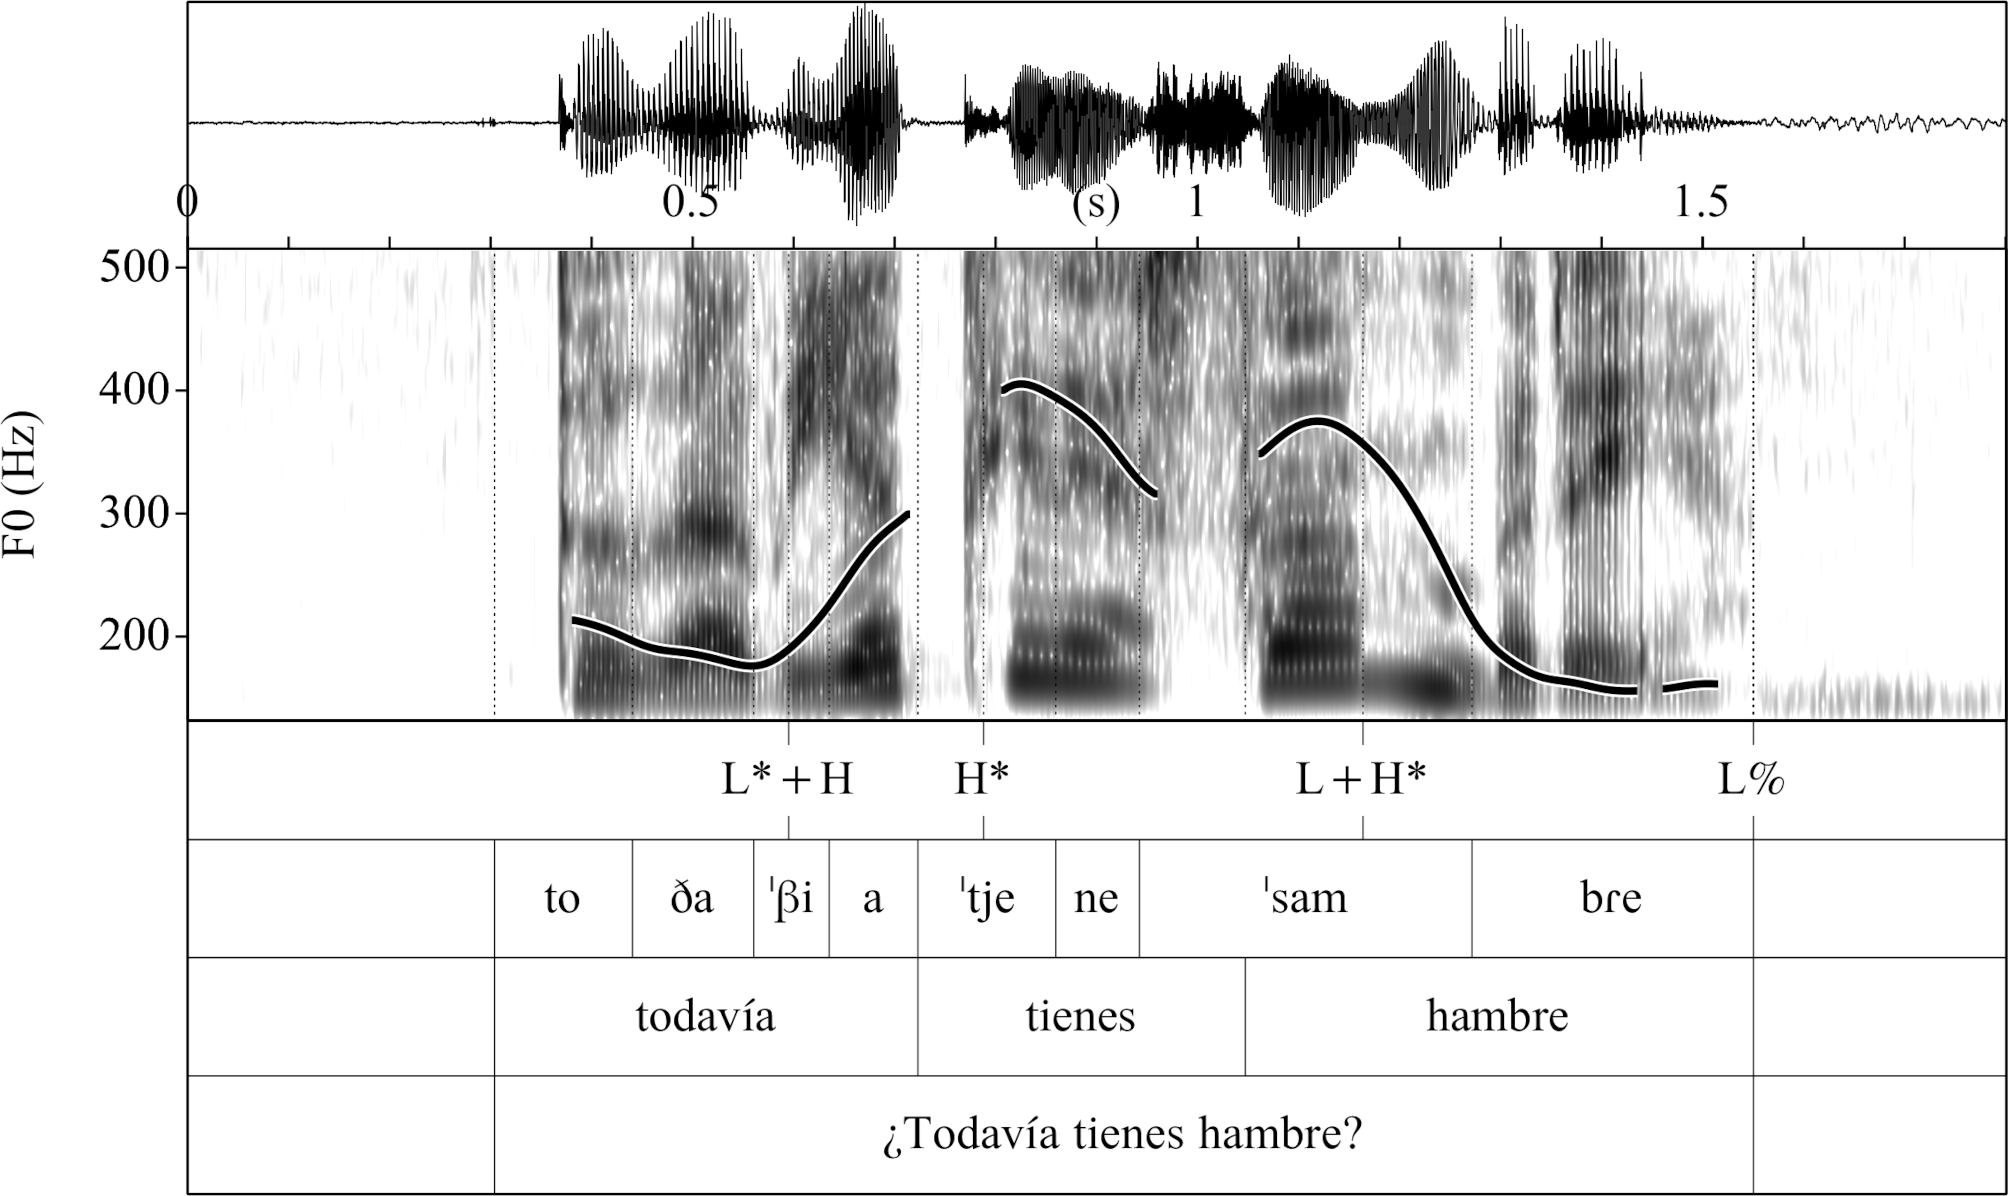 0 0.5 (s) 1 1.5
500
400
300
200
F0 (Hz)
L*+H H* L+H* L%
to ða ˈβi a ˈtje ne ˈsam bɾe
todavía tienes hambre
¿Todavía tienes hambre?